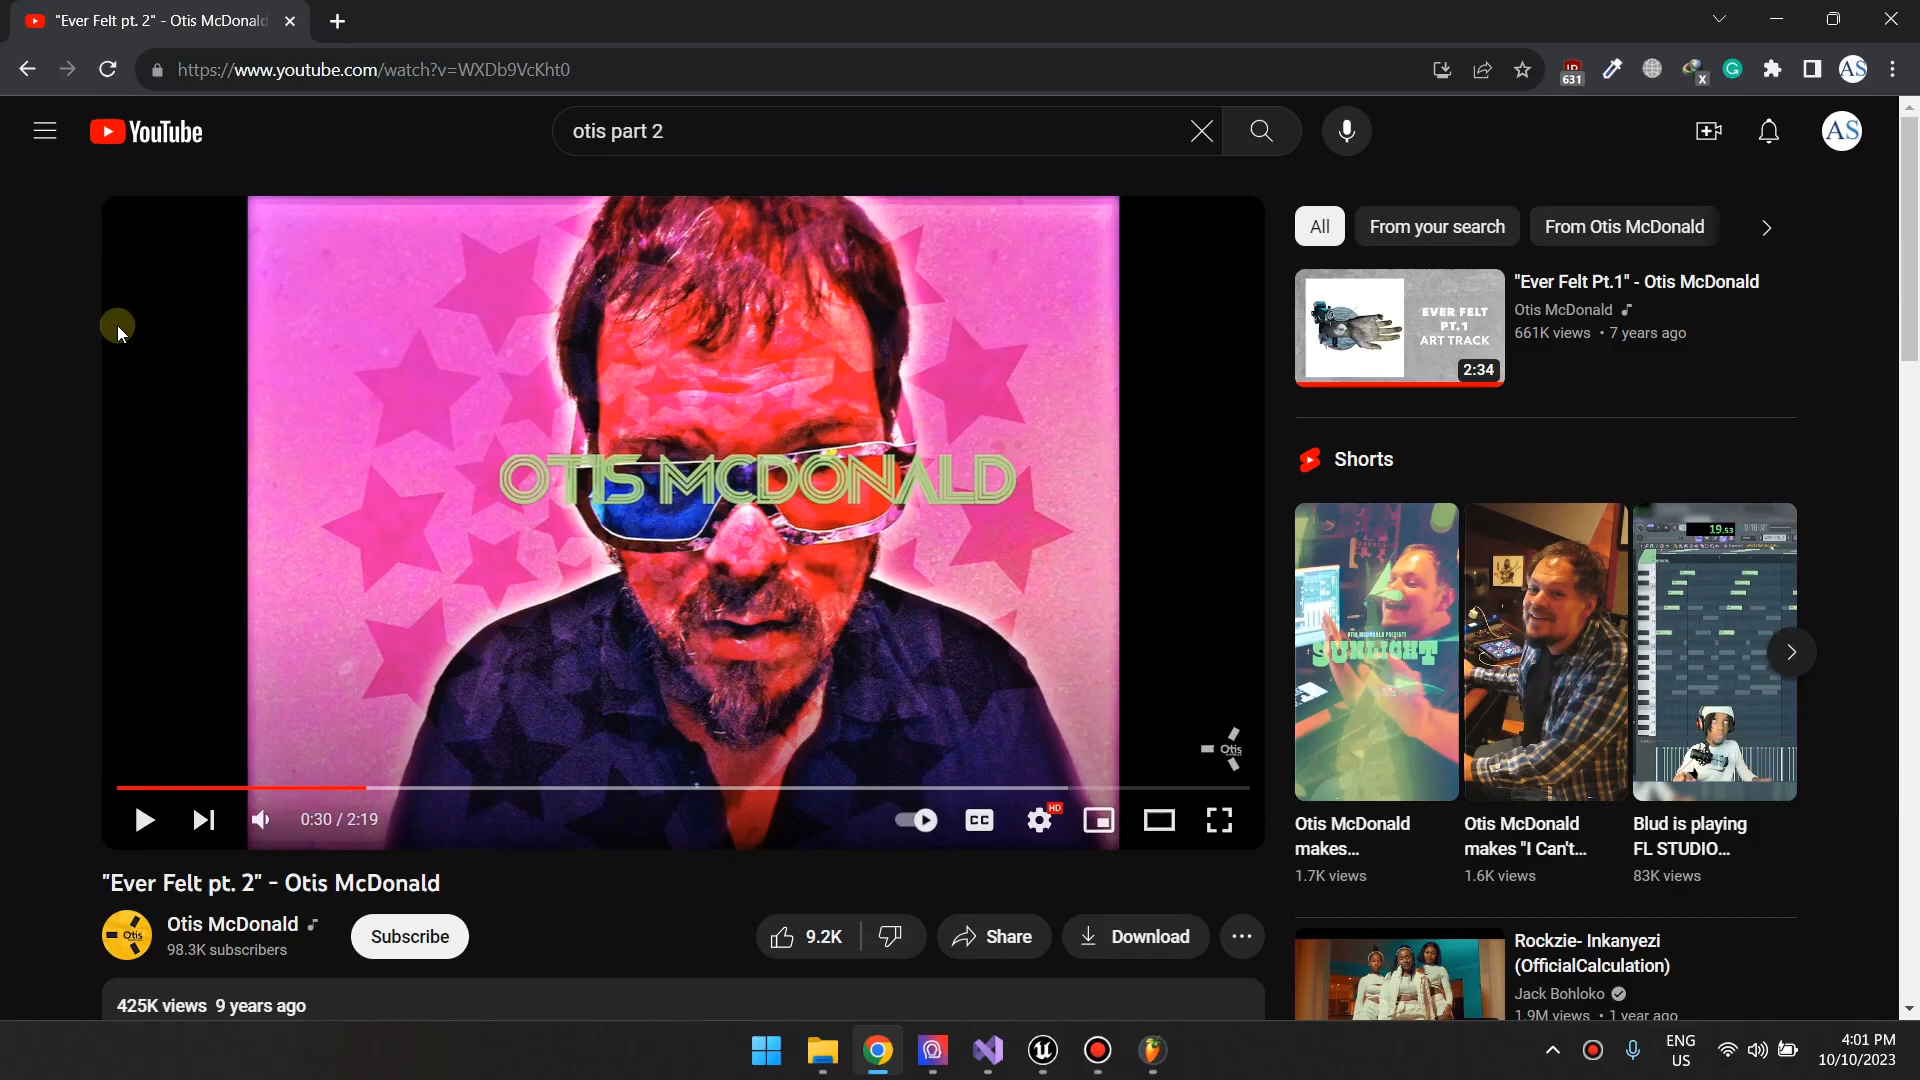 "Ever Felt pt. 2" - Otis McDonald
https://www.youtube.com/watch?v=WXDb9VcKht0
631
AS
YouTube
otis part 2
AS
OTIS MCDONALD
Otis
0:30 / 2:19
CC
HD
"Ever Felt pt. 2" - Otis McDonald
Otis
Otis McDonald
98.3K subscribers
Subscribe
9.2K
Share
Download
425K views 9 years ago
All
From your search
From Otis McDonald
EVER FELT
PT.1
ART TRACK
2:34
"Ever Felt Pt.1" - Otis McDonald
Otis McDonald
661K views • 7 years ago
Shorts
OTIS MCDONALD PRESENTS
SUNLIGHT
19.53
Otis McDonald
makes...
1.7K views
Otis McDonald
makes "I Can't...
1.6K views
Blud is playing
FL STUDIO...
83K views
Rockzie- Inkanyezi
(OfficialCalculation)
Jack Bohloko
1.9M views • 1 year ago
ENG
US
4:01 PM
10/10/2023